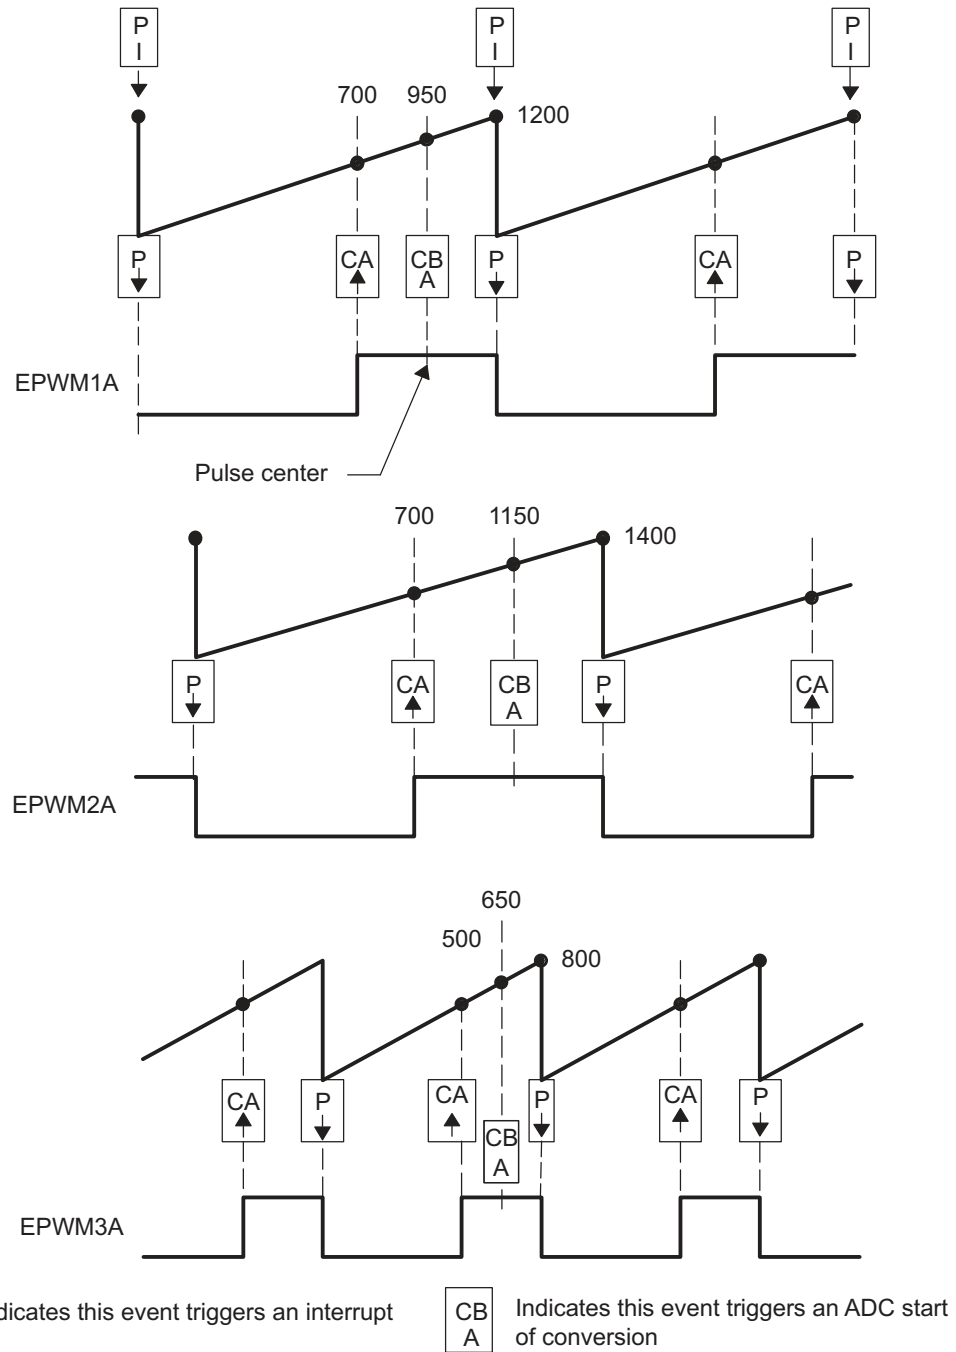 P P P
I I I
700 950
1200
P CA CB P CA P
A
EPWM1A
Pulse center
700 1150
1400
P CA CB P CA
A
EPWM2A
650
500
800
CA P CA P CA P
CB
A
EPWM3A
dicates this event triggers an interrupt
CB
A
Indicates this event triggers an ADC start
of conversion